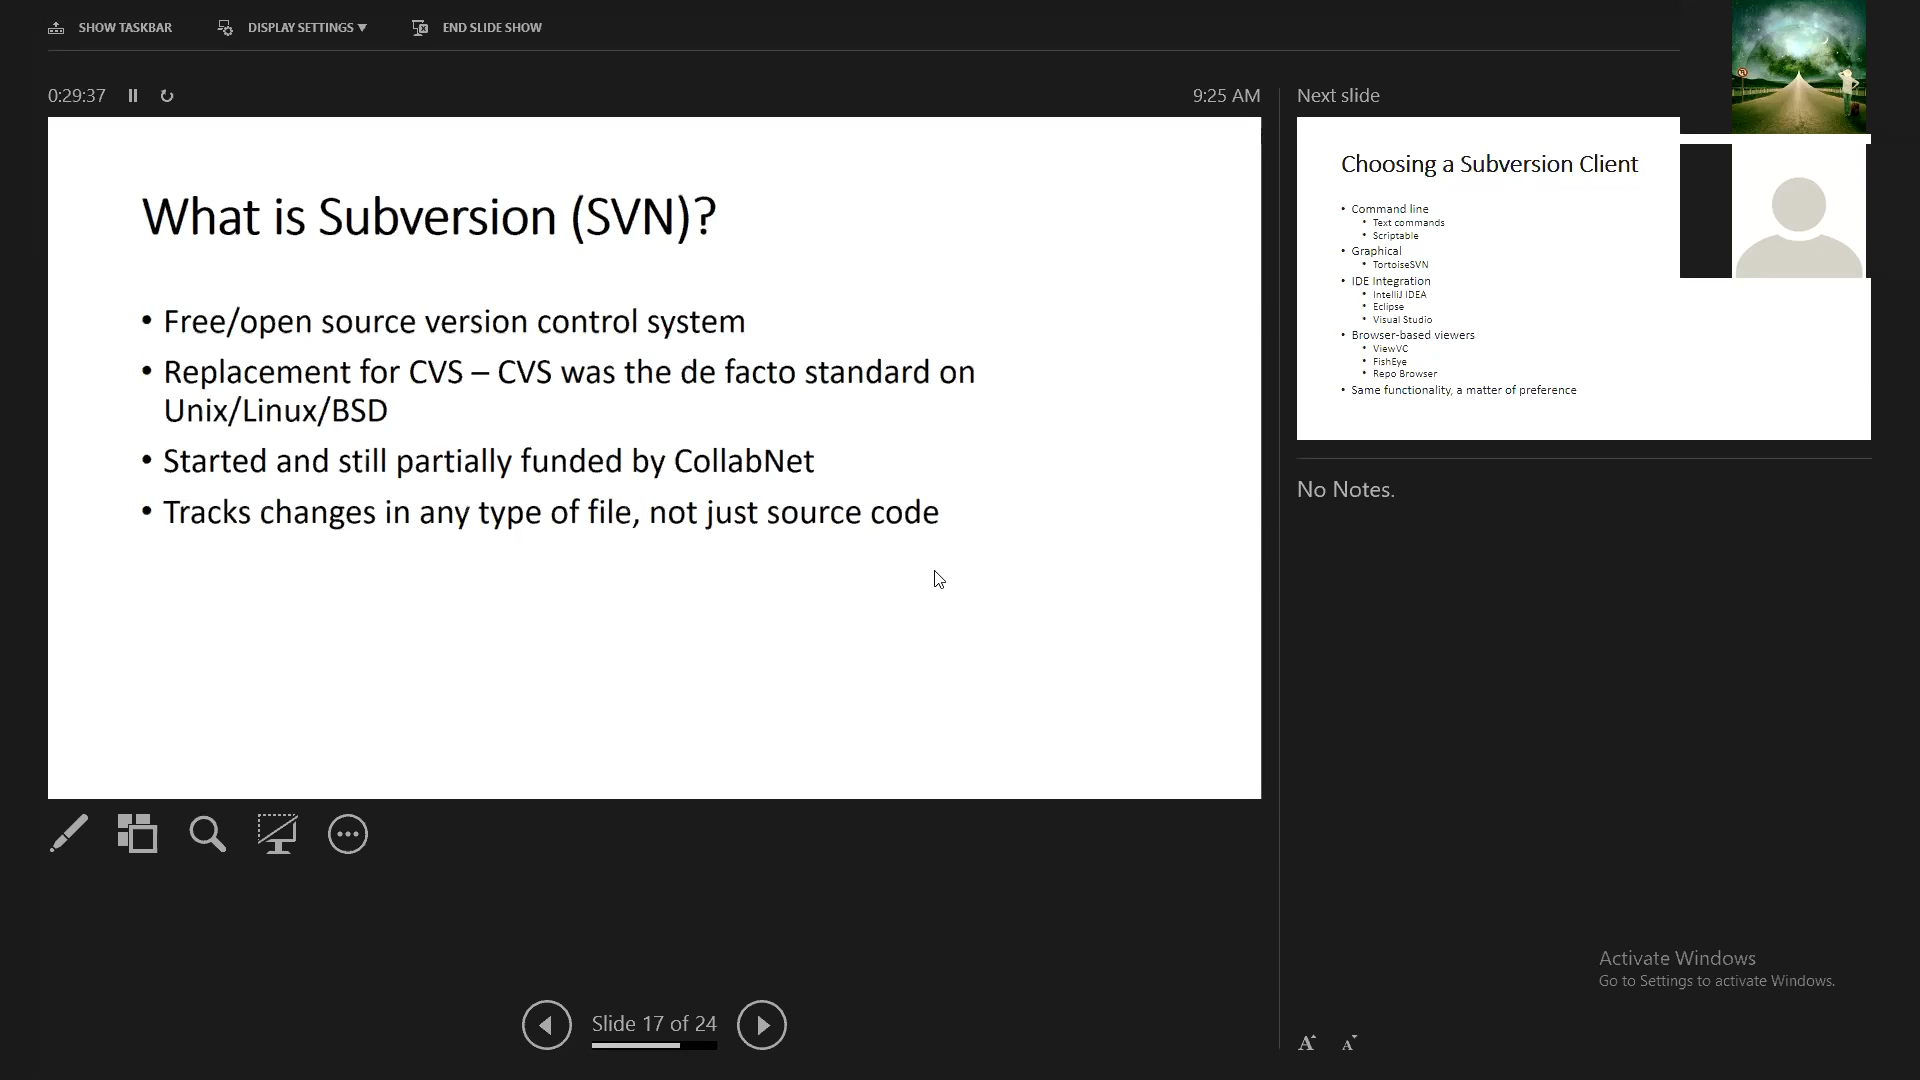 SHOW TASKBAR
DISPLAY SETTINGS ▼
END SLIDE SHOW
0:29:37
9:25 AM
Next slide
What is Subversion (SVN)?
• Free/open source version control system
• Replacement for CVS – CVS was the de facto standard on
Unix/Linux/BSD
• Started and still partially funded by CollabNet
• Tracks changes in any type of file, not just source code
Choosing a Subversion Client
• Command line
• Text commands
• Scriptable
• Graphical
• TortoiseSVN
• IDE Integration
• IntelliJ IDEA
• Eclipse
• Visual Studio
• Browser-based viewers
• ViewVC
• FishEye
• Repo Browser
• Same functionality, a matter of preference
No Notes.
Activate Windows
Go to Settings to activate Windows.
Slide 17 of 24
A A